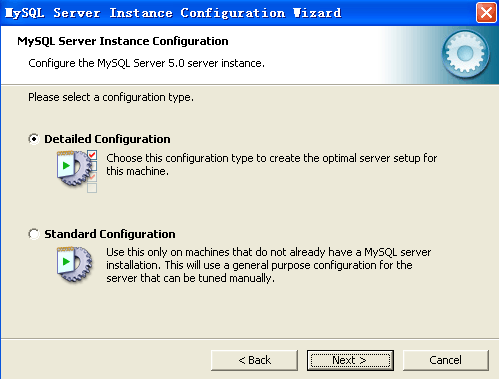 MySQL Server Instance Configuration Wizard
MySQL Server Instance Configuration
Configure the MySQL Server 5.0 server instance.
Please select a configuration type.
Detailed Configuration
Choose this configuration type to create the optimal server setup for
this machine.
Standard Configuration
Use this only on machines that do not already have a MySQL server
installation. This will use a general purpose configuration for the
server that can be tuned manually.
< Back
Next >
Cancel